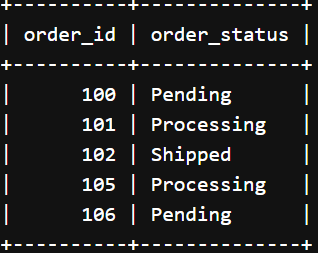 +----------+--------------+
| order_id | order_status |
+----------+--------------+
|      100 | Pending      |
|      101 | Processing   |
|      102 | Shipped      |
|      105 | Processing   |
|      106 | Pending      |
+----------+--------------+